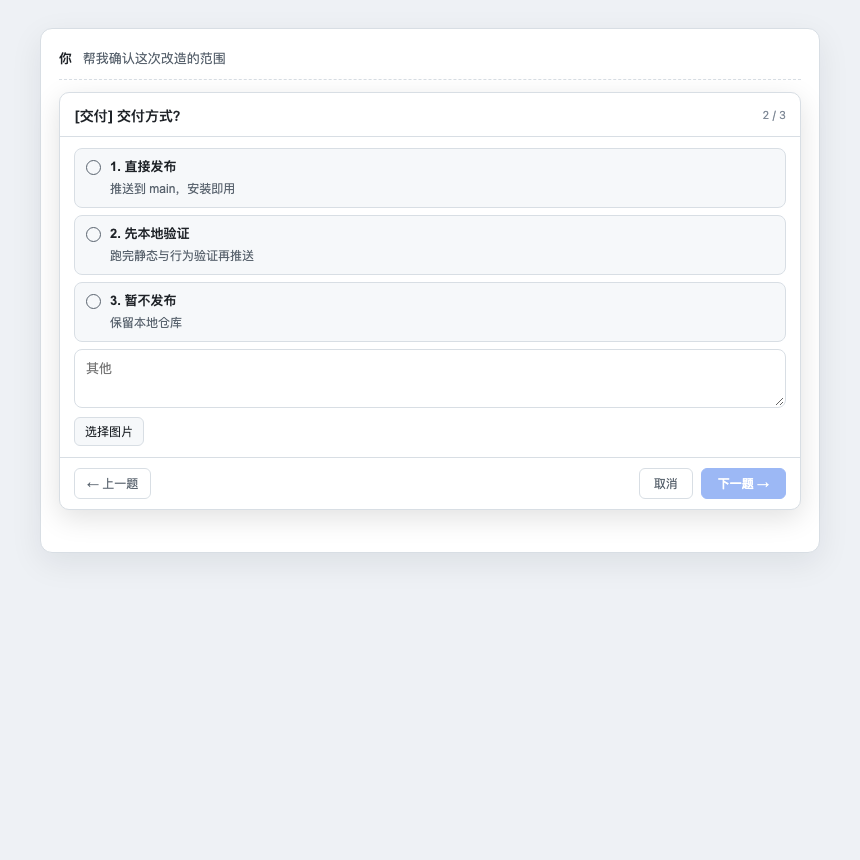 你 帮我确认这次改造的范围
[交付] 交付方式?
2 / 3
1. 直接发布
推送到 main，安装即用
2. 先本地验证
跑完静态与行为验证再推送
3. 暂不发布
保留本地仓库
其他
选择图片
← 上一题
取消
下一题 →